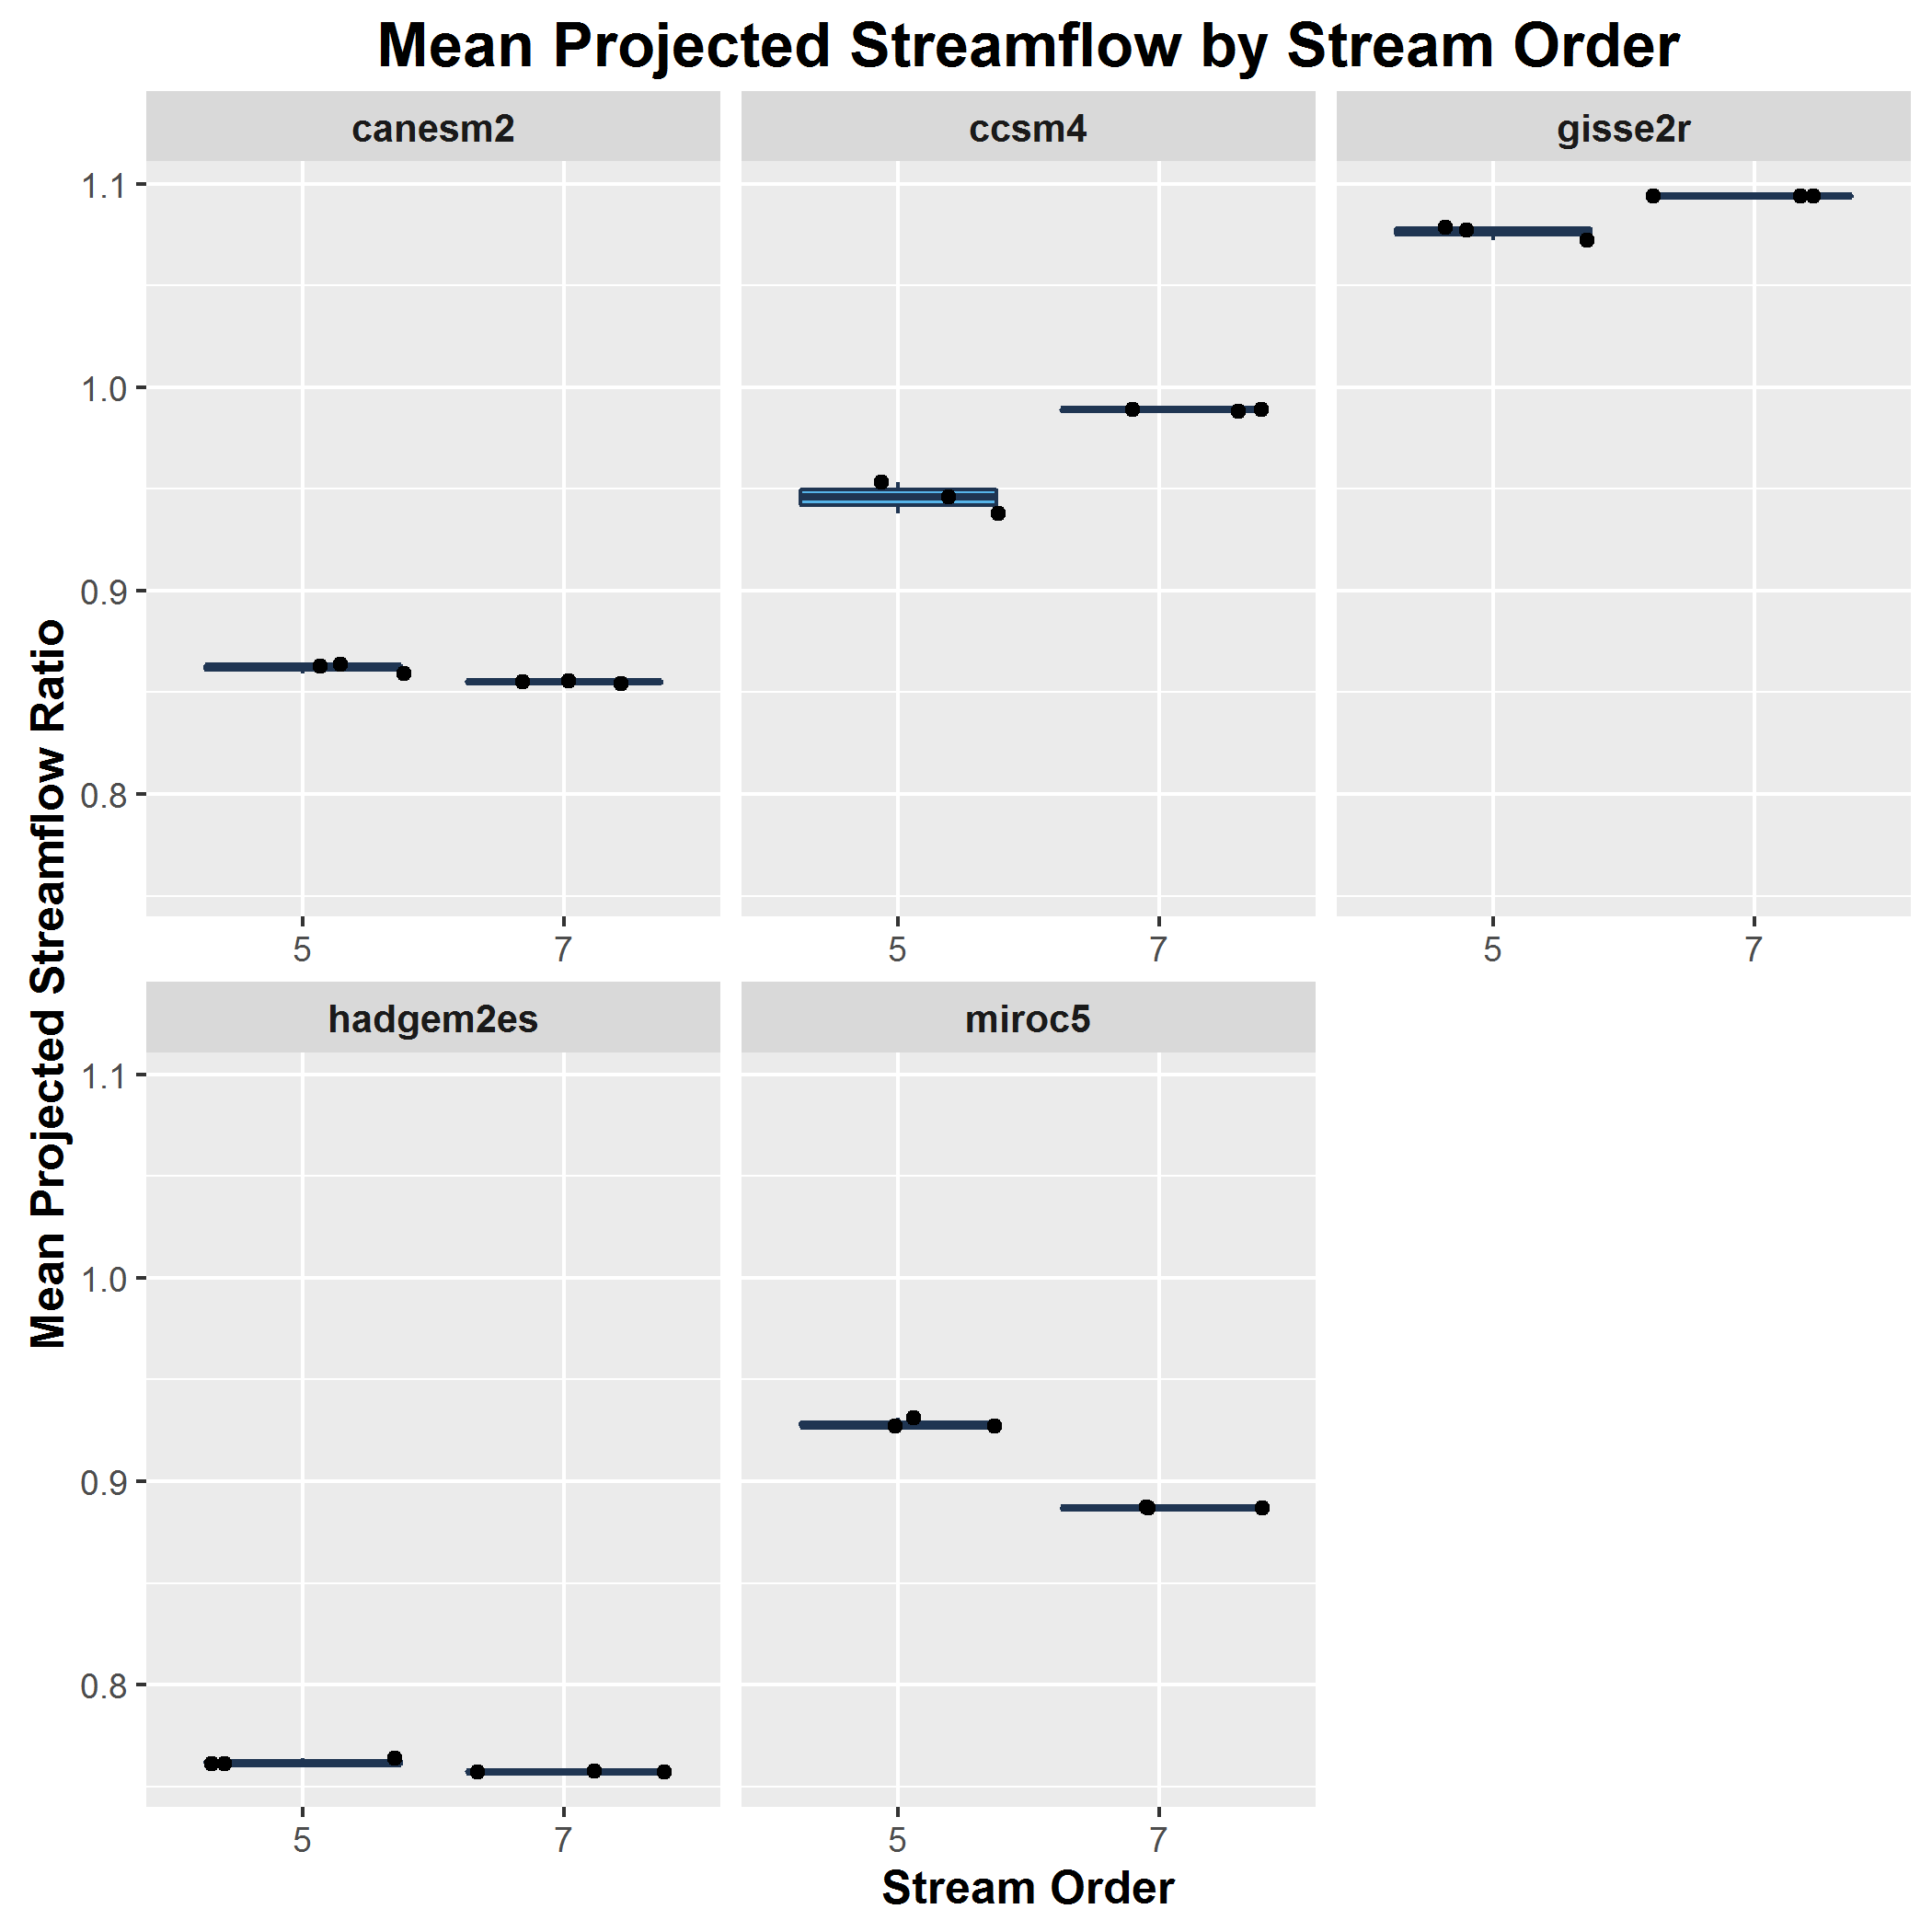 Mean Projected Streamflow by Stream Order
canesm2 ccsm4 gisse2r
1.1
1.0
0.9
0.8
5 7 5 7 5 7
Mean Projected Streamflow Ratio
hadgem2es miroc5
1.1
1.0
0.9
0.8
5 7 5 7
Stream Order